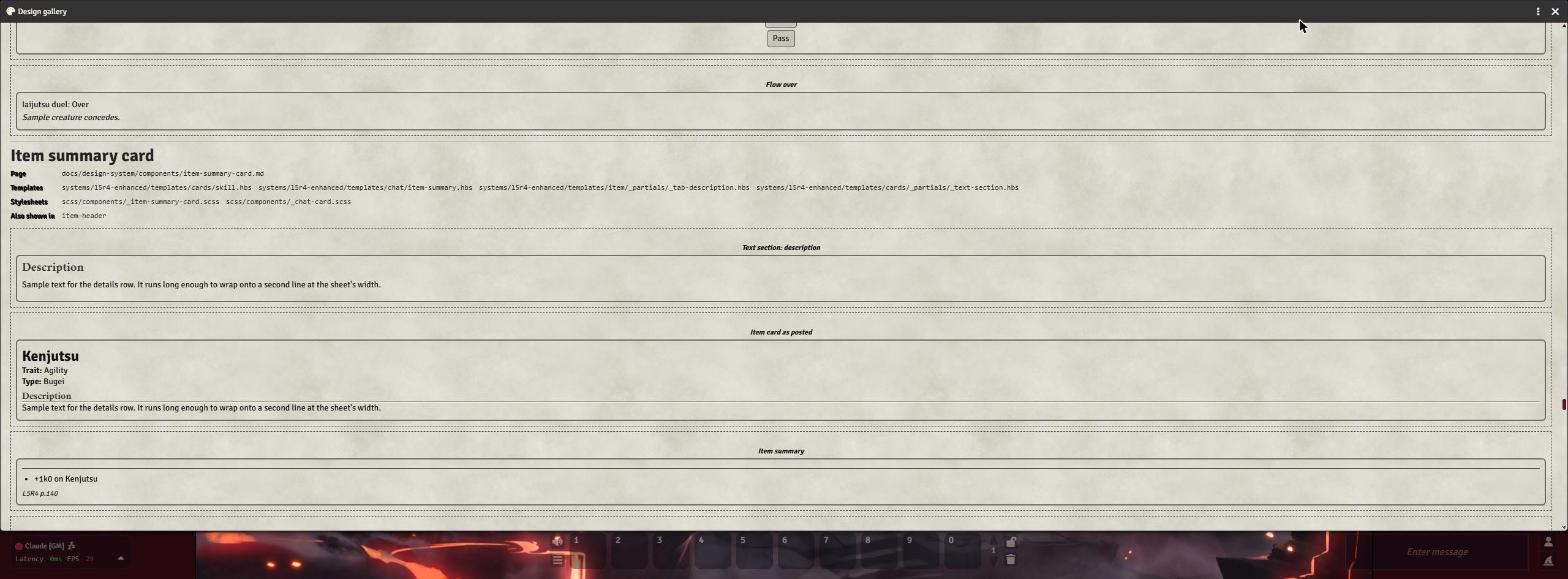 Design gallery
Pass
Flow over
Iaijutsu duel: Over
Sample creature concedes.
Item summary card
Page docs/design-system/components/item-summary-card.md
Templates systems/l5r4-enhanced/templates/cards/skill.hbs systems/l5r4-enhanced/templates/chat/item-summary.hbs systems/l5r4-enhanced/templates/item/_partials/_tab-description.hbs systems/l5r4-enhanced/templates/cards/_partials/_text-section.hbs
Stylesheets scss/components/_item-summary-card.scss scss/components/_chat-card.scss
Also shown in item-header
Text section: description
Description
Sample text for the details row. It runs long enough to wrap onto a second line at the sheet's width.
Item card as posted
Kenjutsu
Trait: Agility
Type: Bugei
Description
Sample text for the details row. It runs long enough to wrap onto a second line at the sheet's width.
Item summary
• +1k0 on Kenjutsu
L5R4 p.140
Claude [GM]
Latency 0ms FPS 29
1 2 3 4 5 6 7 8 9 0
1
Enter message